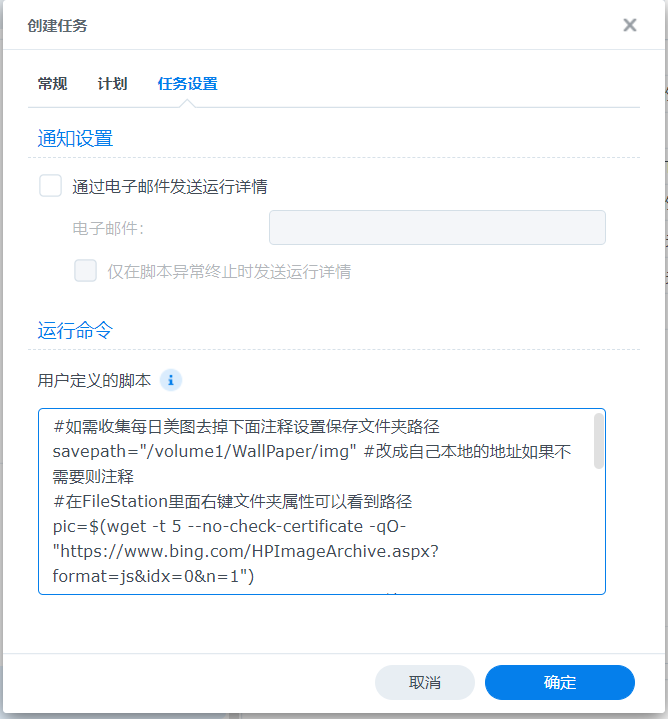 创建任务
常规 计划 任务设置
通知设置
通过电子邮件发送运行详情
电子邮件:
仅在脚本异常终止时发送运行详情
运行命令
用户定义的脚本
#如需收集每日美图去掉下面注释设置保存文件夹路径
savepath="/volume1/WallPaper/img" #改成自己本地的地址如果不
需要则注释
#在FileStation里面右键文件夹属性可以看到路径
pic=$(wget -t 5 --no-check-certificate -qO-
"https://www.bing.com/HPImageArchive.aspx?
format=js&idx=0&n=1")
取消 确定